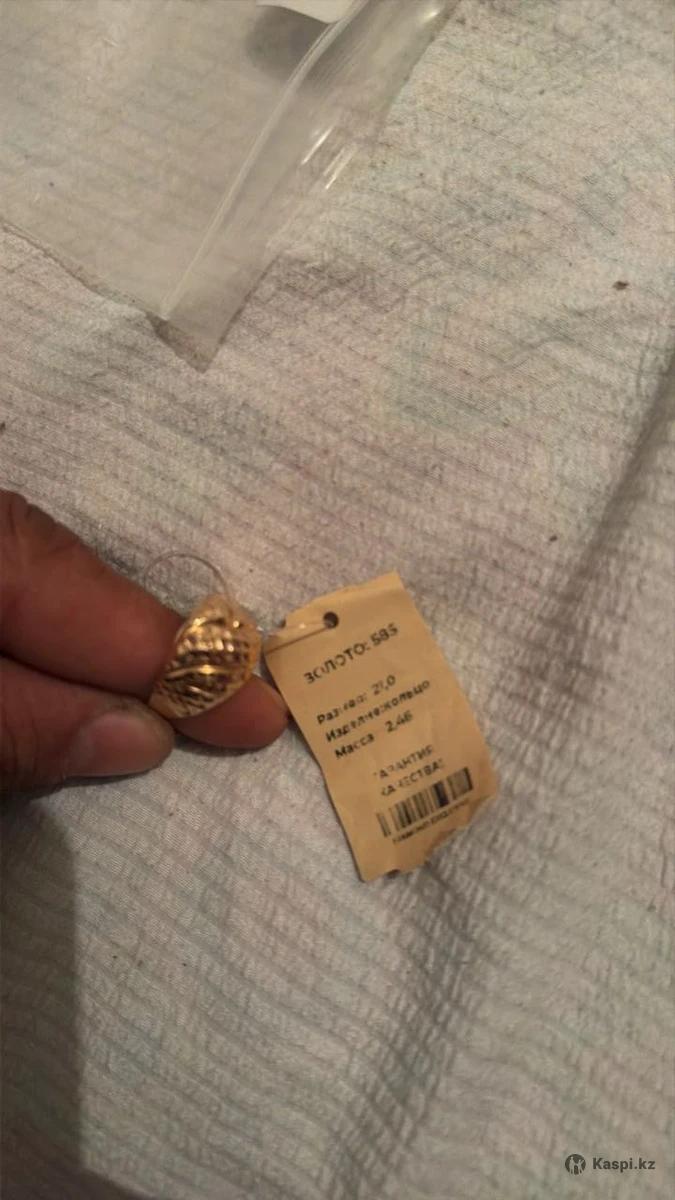 ЗОЛОТО: 585
Размер: 21,0
Изделие:кольцо
Масса : 2,46
ГАРАНТИЯ
КАЧЕСТВА!
Kaspi.kz